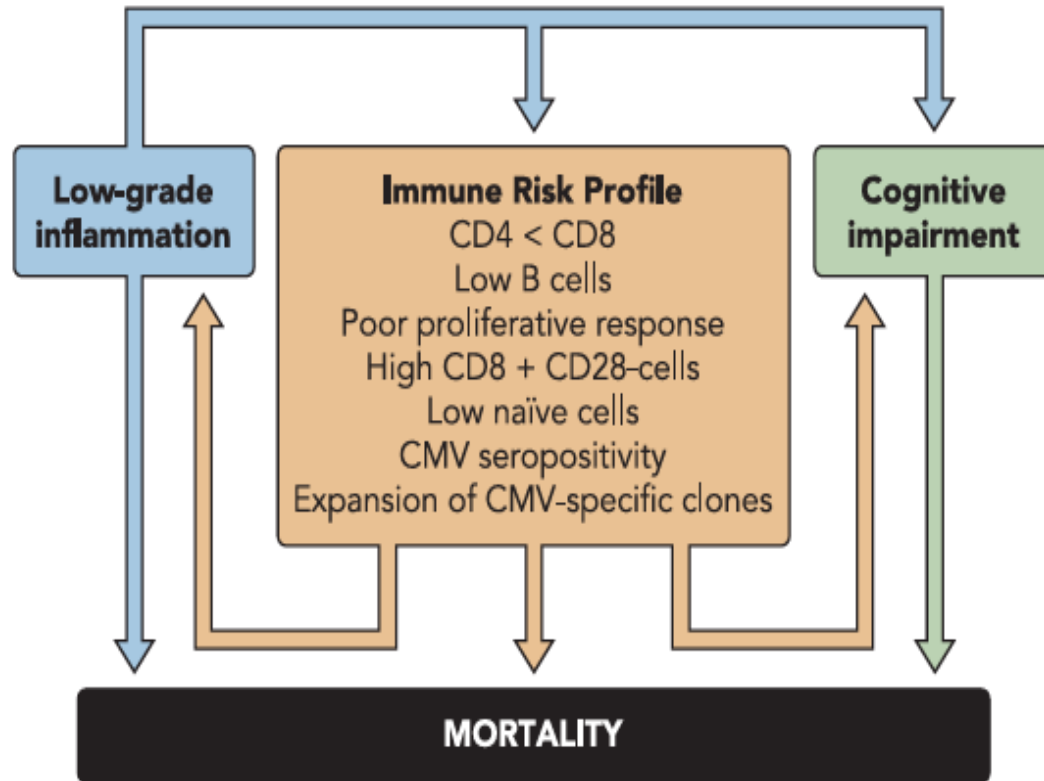 Low-grade
inflammation
Immune Risk Profile
CD4 < CD8
Low B cells
Poor proliferative response
High CD8 + CD28-cells
Low naïve cells
CMV seropositivity
Expansion of CMV-specific clones
Cognitive
impairment
MORTALITY